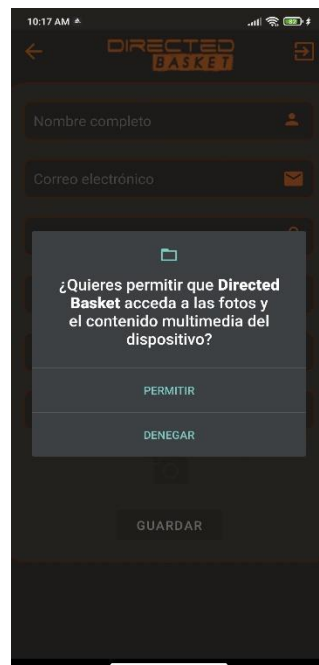 10:17 AM
DIRECTED
BASKET
Nombre completo
Correo electrónico
¿Quieres permitir que Directed
Basket acceda a las fotos y
el contenido multimedia del
dispositivo?
PERMITIR
DENEGAR
GUARDAR